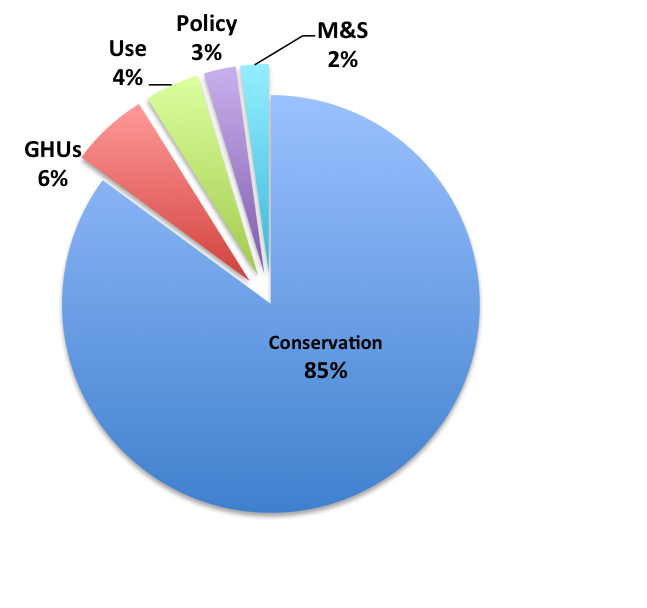 Policy
3%
M&S
2%
Use
4%
GHUs
6%
Conservation
85%